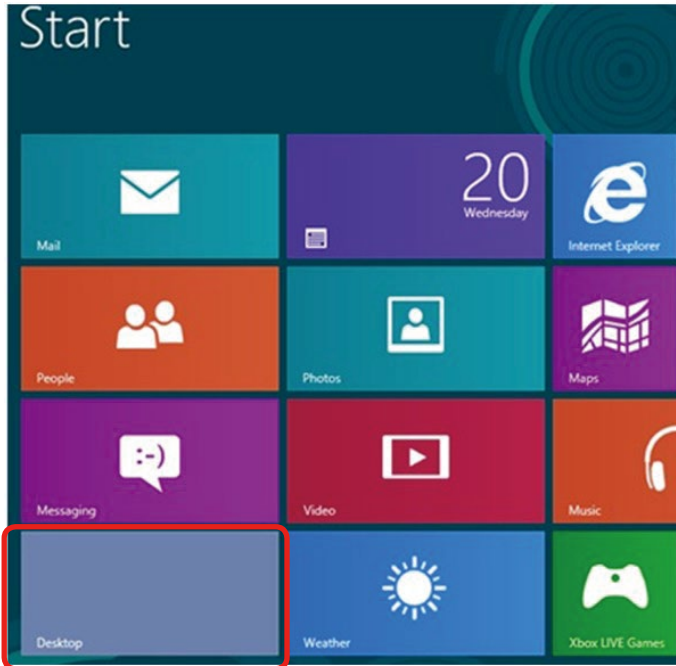 Start
20
Wednesday
Mail
Internet Explorer
People
Photos
Maps
:-)
Messaging
Video
Music
Desktop
Weather
Xbox LIVE Games